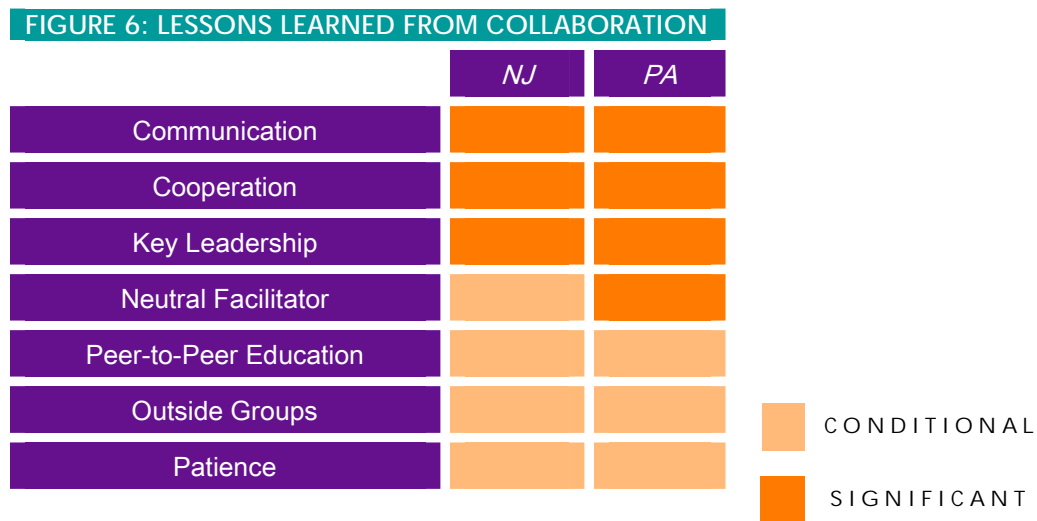 FIGURE 6: LESSONS LEARNED FROM COLLABORATION
NJ PA
Communication
Cooperation
Key Leadership
Neutral Facilitator
Peer-to-Peer Education
Outside Groups
Patience
CONDITIONAL
SIGNIFICANT